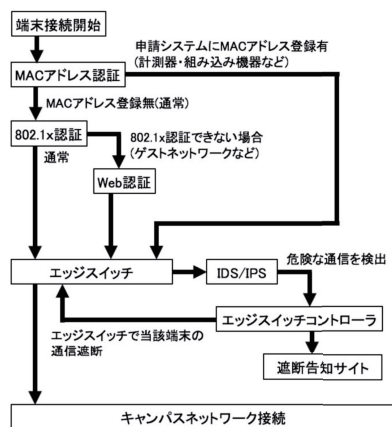 端末接続開始
申請システムにMACアドレス登録有
(計測器・組み込み機器など)
MACアドレス認証
MACアドレス登録無(通常)
802.1x認証
802.1x認証できない場合
(ゲストネットワークなど)
通常
Web認証
危険な通信を検出
エッジスイッチ
IDS/IPS
エッジスイッチコントローラ
エッジスイッチで当該端末の
通信遮断
遮断告知サイト
キャンパスネットワーク接続